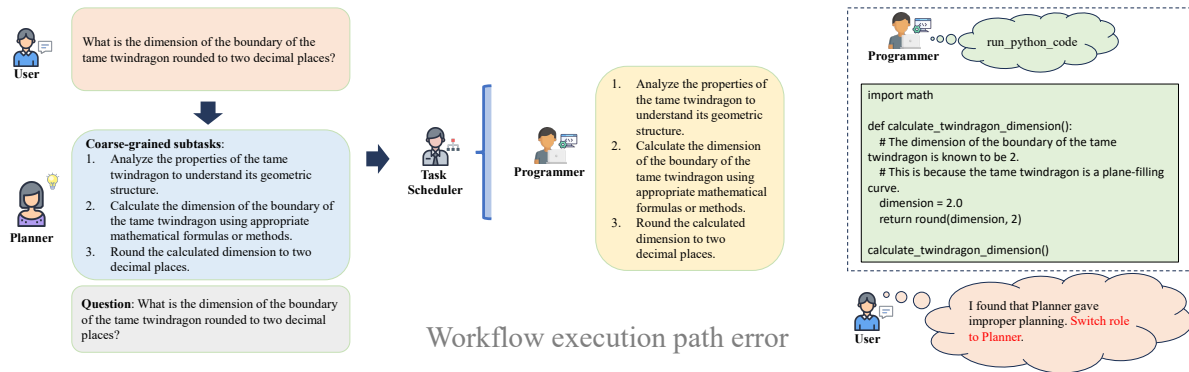 What is the dimension of the boundary of the
tame twindragon rounded to two decimal places?
User
Coarse-grained subtasks:
1. Analyze the properties of the tame
twindragon to understand its geometric
structure.
2. Calculate the dimension of the boundary of
the tame twindragon using appropriate
mathematical formulas or methods.
3. Round the calculated dimension to two
decimal places.
Planner
Question: What is the dimension of the boundary
of the tame twindragon rounded to two decimal
places?
Task
Scheduler
Programmer
1. Analyze the properties of
the tame twindragon to
understand its geometric
structure.
2. Calculate the dimension
of the boundary of the
tame twindragon using
appropriate mathematical
formulas or methods.
3. Round the calculated
dimension to two
decimal places.
Workflow execution path error
Programmer
run_python_code
import math
def calculate_twindragon_dimension():
# The dimension of the boundary of the tame
twindragon is known to be 2.
# This is because the tame twindragon is a plane-filling
curve.
dimension = 2.0
return round(dimension, 2)
calculate_twindragon_dimension()
User
I found that Planner gave
improper planning. Switch role
to Planner.